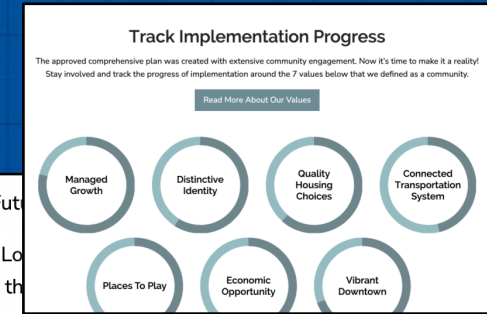 Track Implementation Progress
The approved comprehensive plan was created with extensive community engagement. Now it's time to make it a reality!
Stay involved and track the progress of implementation around the 7 values below that we defined as a community.
Read More About Our Values
Managed
Growth
Distinctive
Identity
Quality
Housing
Choices
Connected
Transportation
System
Places To Play
Economic
Opportunity
Vibrant
Downtown